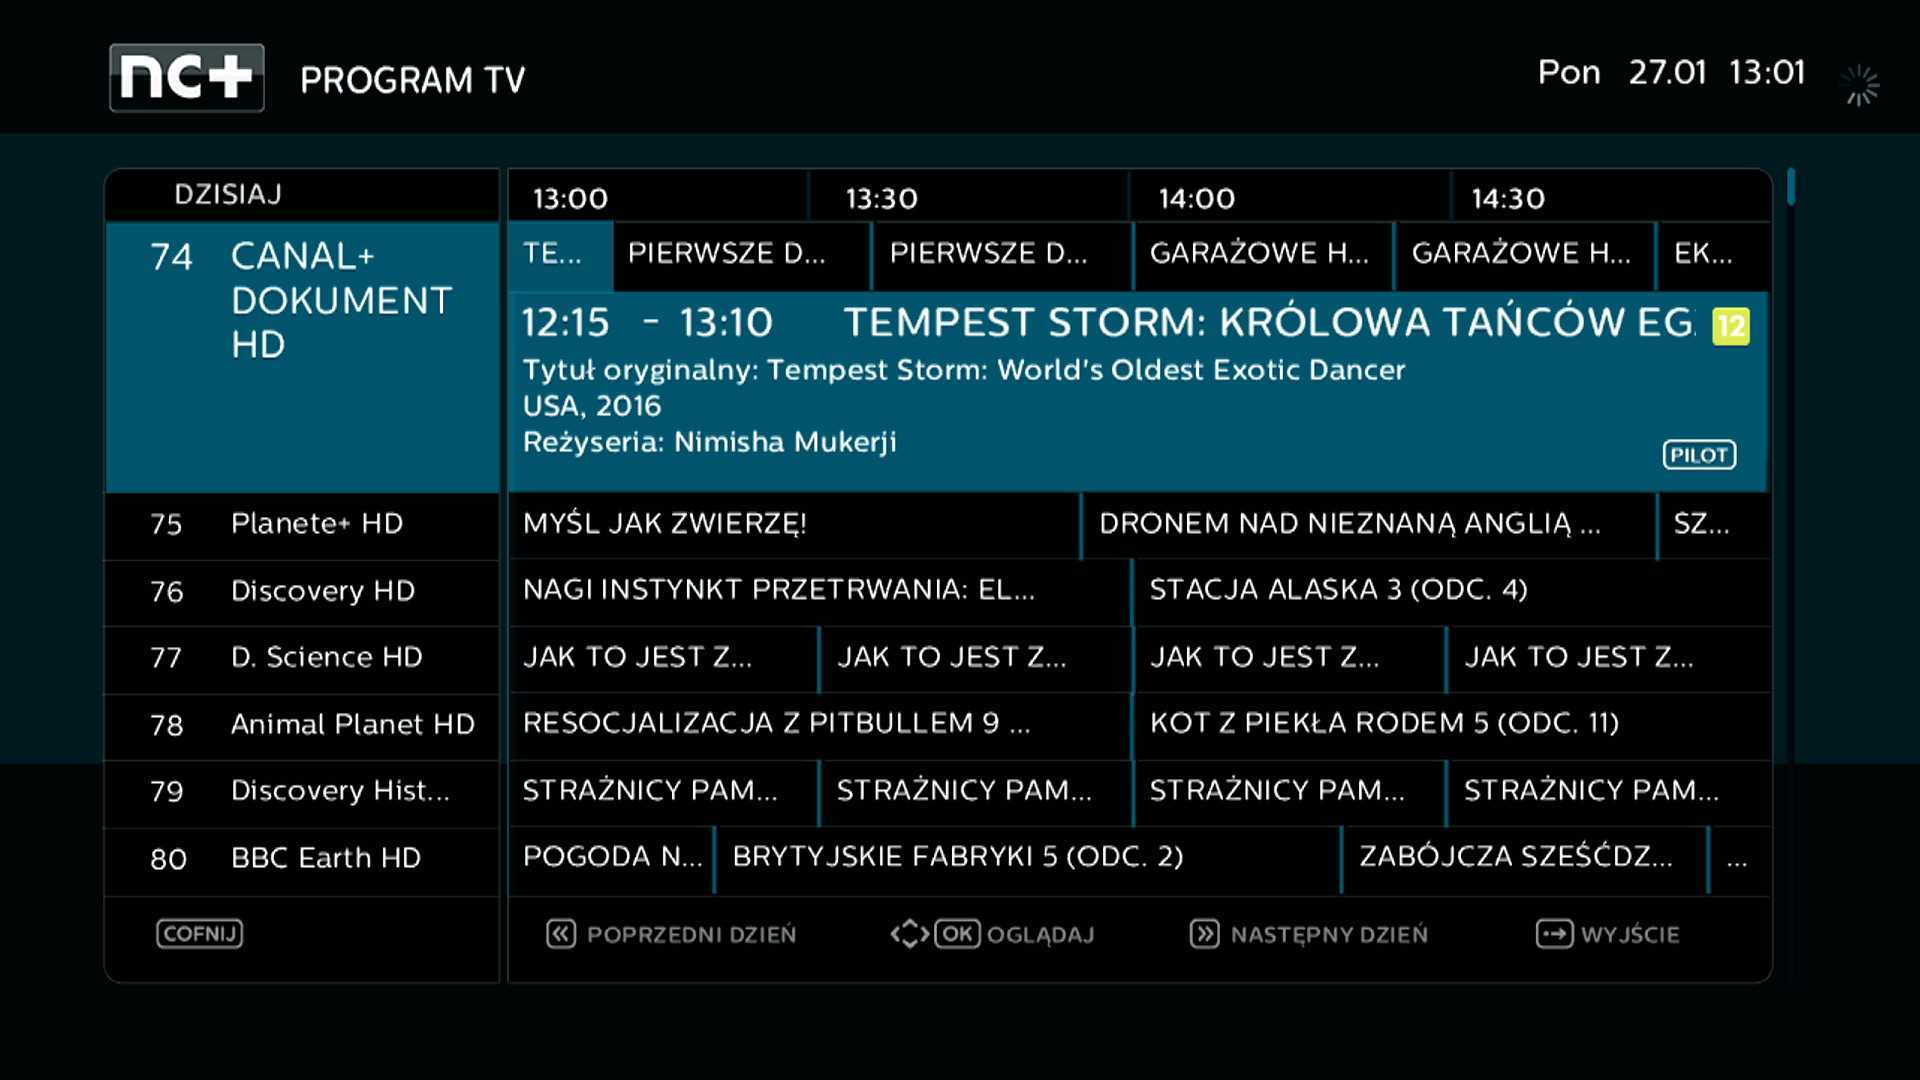 nc+ PROGRAM TV Pon 27.01 13:01
DZISIAJ 13:00 13:30 14:00 14:30
74 CANAL+ DOKUMENT HD
TE... PIERWSZE D... PIERWSZE D... GARAŻOWE H... GARAŻOWE H... EK...
12:15 - 13:10 TEMPEST STORM: KRÓLOWA TAŃCÓW EG 12
Tytuł oryginalny: Tempest Storm: World's Oldest Exotic Dancer
USA, 2016
Reżyseria: Nimisha Mukerji
PILOT
75 Planete+ HD MYŚL JAK ZWIERZĘ! DRONEM NAD NIEZNANĄ ANGLIĄ ... SZ...
76 Discovery HD NAGI INSTYNKT PRZETRWANIA: EL... STACJA ALASKA 3 (ODC. 4)
77 D. Science HD JAK TO JEST Z... JAK TO JEST Z... JAK TO JEST Z... JAK TO JEST Z...
78 Animal Planet HD RESOCJALIZACJA Z PITBULLEM 9 ... KOT Z PIEKŁA RODEM 5 (ODC. 11)
79 Discovery Hist... STRAŻNICY PAM... STRAŻNICY PAM... STRAŻNICY PAM... STRAŻNICY PAM...
80 BBC Earth HD POGODA N... BRYTYJSKIE FABRYKI 5 (ODC. 2) ZABÓJCZA SZEŚĆDZ... ...
COFNIJ POPRZEDNI DZIEŃ OK OGLĄDAJ NASTĘPNY DZIEŃ WYJŚCIE